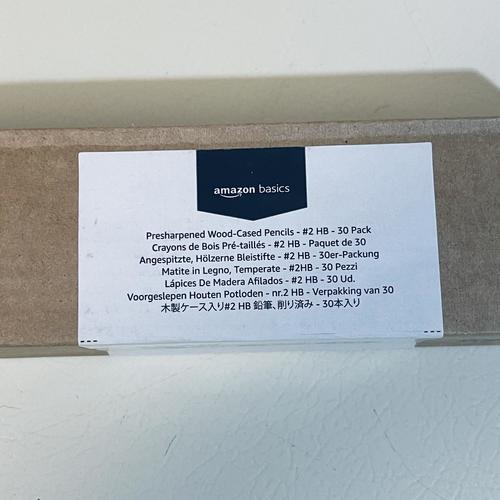 amazon basics
Presharpened Wood-Cased Pencils - #2 HB - 30 Pack
Crayons de Bois Pré-taillés - #2 HB - Paquet de 30
Angespitzte, Hölzerne Bleistifte - #2 HB - 30er-Packung
Matite in Legno, Temperate - #2HB - 30 Pezzi
Lápices De Madera Afilados - #2 HB - 30 Ud.
Voorgeslepen Houten Potloden - nr.2 HB - Verpakking van 30
木製ケース入り#2 HB 鉛筆、削り済み - 30本入り